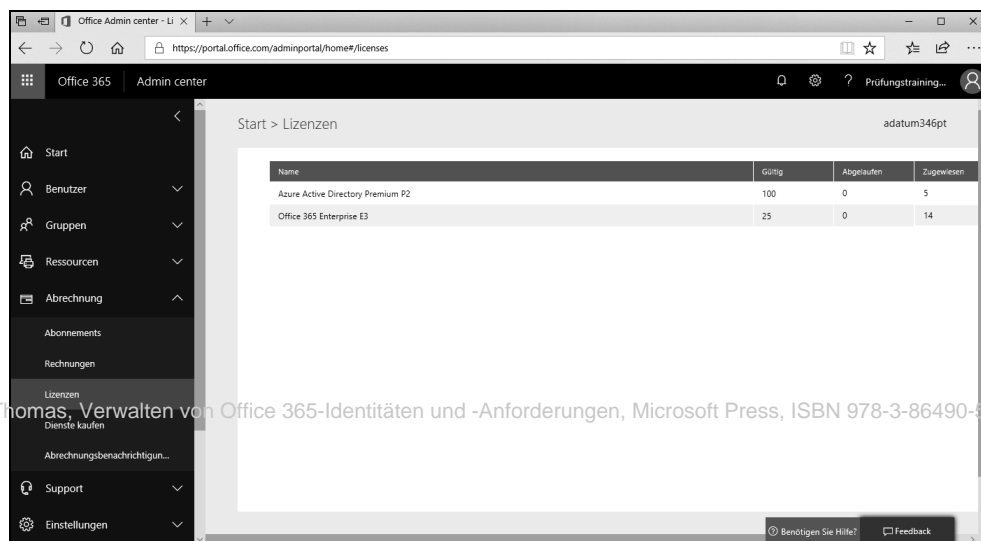 Office Admin center - Li
https://portal.office.com/adminportal/home#/licenses
Office 365 Admin center ? Prüfungstraining...
Start > Lizenzen adatum346pt
Start
Benutzer
Gruppen
Ressourcen
Abrechnung
Abonnements
Rechnungen
Lizenzen
Dienste kaufen
Abrechnungsbenachrichtigun...
Support
Einstellungen
Name Gültig Abgelaufen Zugewiesen
Azure Active Directory Premium P2 100 0 5
Office 365 Enterprise E3 25 0 14
Thomas, Verwalten von Office 365-Identitäten und -Anforderungen, Microsoft Press, ISBN 978-3-86490-
Benötigen Sie Hilfe? Feedback